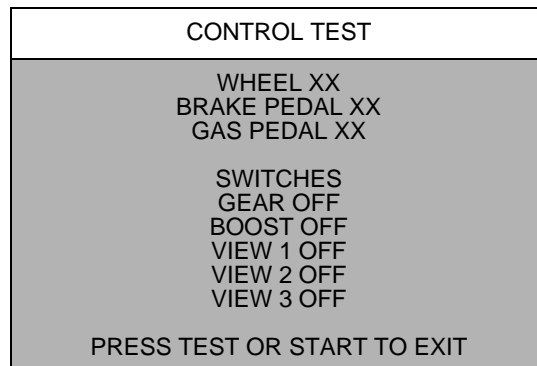 CONTROL TEST
WHEEL XX
BRAKE PEDAL XX
GAS PEDAL XX
SWITCHES
GEAR OFF
BOOST OFF
VIEW 1 OFF
VIEW 2 OFF
VIEW 3 OFF
PRESS TEST OR START TO EXIT